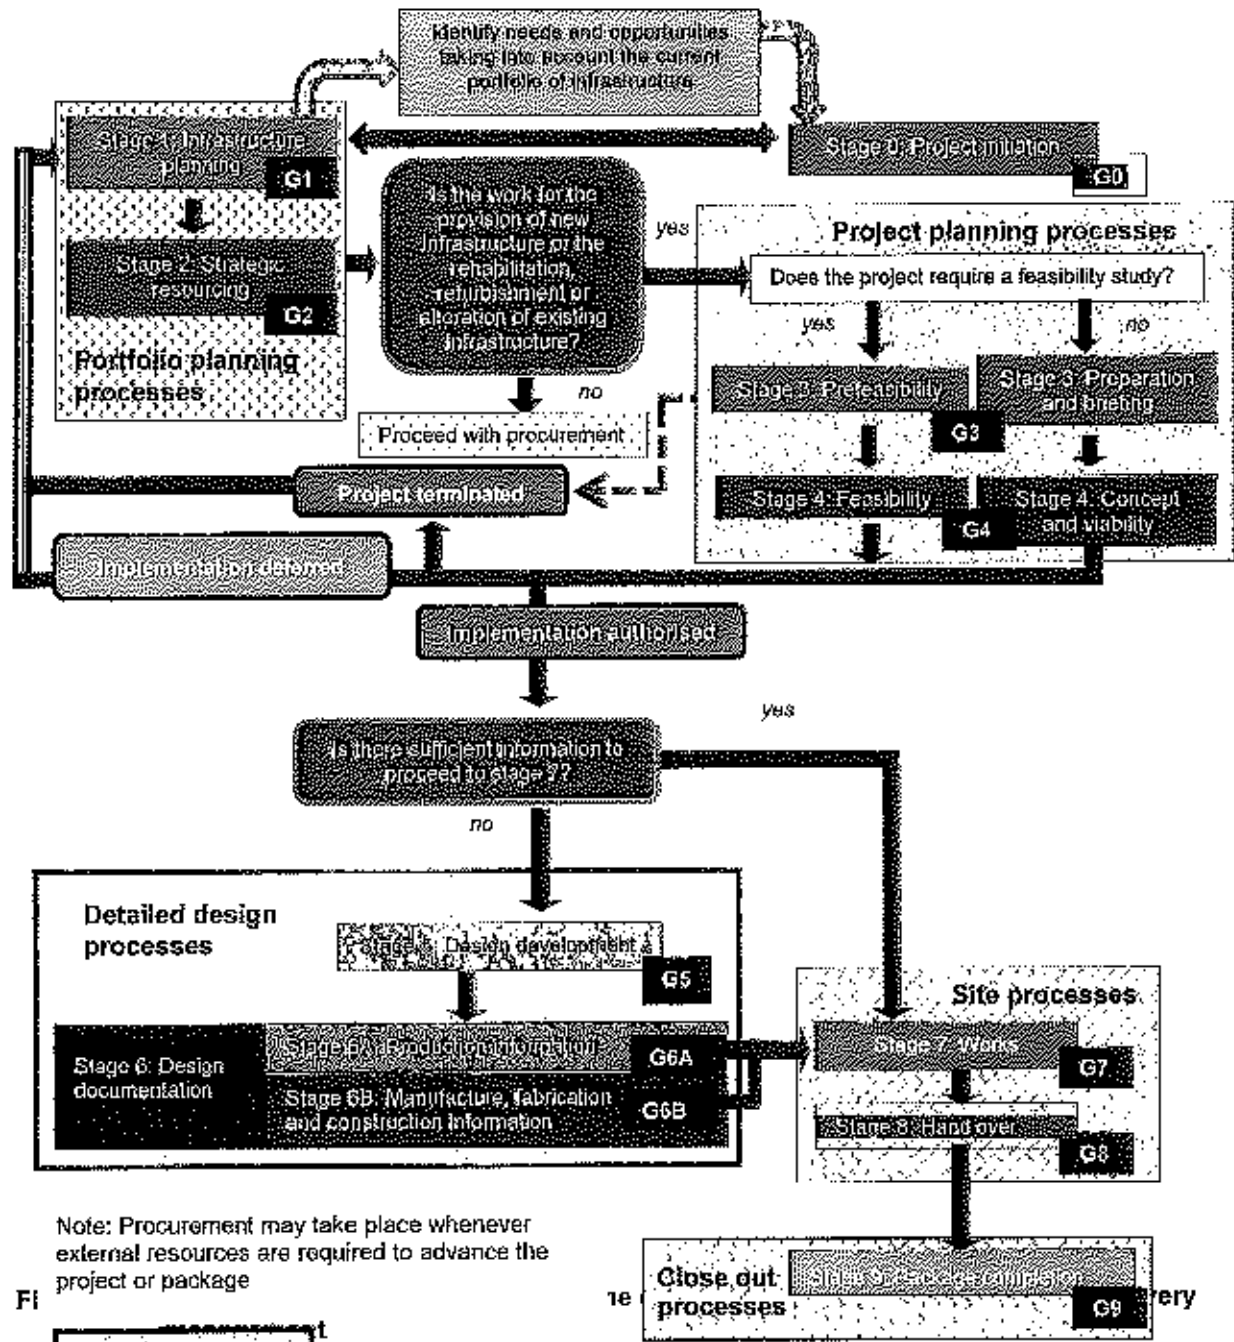 Identify needs and opportunities
taking into account the current
portfolio of infrastructure
Stage 1: Infrastructure
planning
G1
Stage 0: Project initiation
G0
Stage 2: Strategic
resourcing
G2
Portfolio planning
processes
Is the work for the
provision of new
infrastructure or the
rehabilitation,
refurbishment or
alteration of existing
infrastructure?
yes
no
Proceed with procurement
Project planning processes
Does the project require a feasibility study?
yes
no
Stage 3: Prefeasibility
Stage 3: Preparation
and briefing
G3
Stage 4: Feasibility
Stage 4: Concept
and viability
G4
Project terminated
Implementation deferred
Implementation authorised
Is there sufficient information to
proceed to stage 7?
yes
no
Detailed design
processes
Stage 5: Design development
G5
Stage 6: Design
documentation
Stage 6A: Production information
G6A
Stage 6B: Manufacture, fabrication
and construction information
G6B
Site processes
Stage 7: Works
G7
Stage 8: Hand over
G8
Note: Procurement may take place whenever
external resources are required to advance the
project or package
Close out
processes
Stage 9: Package completion
G9